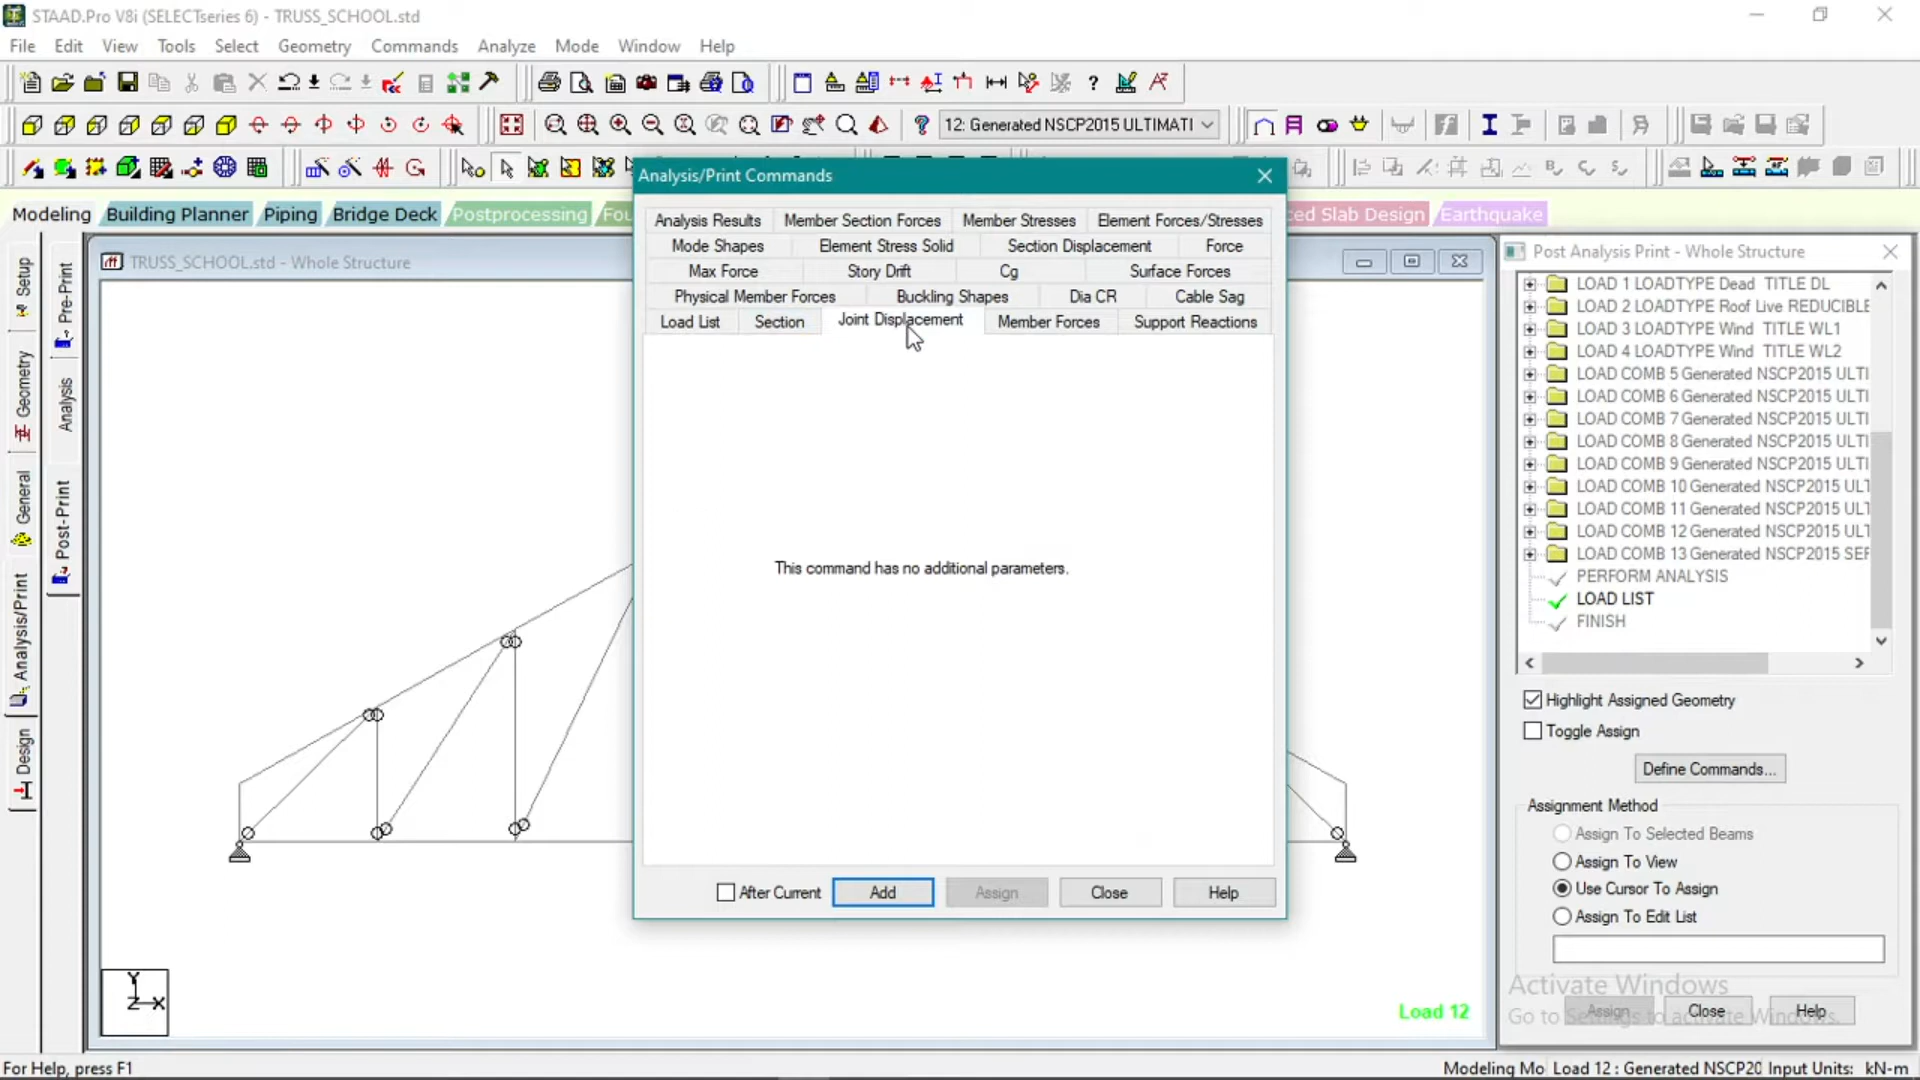 STAAD.Pro V8i (SELECTseries 6) - TRUSS_SCHOOL.std
File Edit View Tools Select Geometry Commands Analyze Mode Window Help
12: Generated NSCP2015 ULTIMATI
Modeling Building Planner Piping Bridge Deck Postprocessing Fou
ced Slab Design Earthquake
Setup
Geometry
General
Analysis/Print
Design
Pre-Print
Analysis
Post-Print
TRUSS_SCHOOL.std - Whole Structure
Analysis/Print Commands
Analysis Results Member Section Forces Member Stresses Element Forces/Stresses
Mode Shapes Element Stress Solid Section Displacement Force
Max Force Story Drift Cg Surface Forces
Physical Member Forces Buckling Shapes Dia CR Cable Sag
Load List Section Joint Displacement Member Forces Support Reactions
This command has no additional parameters.
After Current Add Assign Close Help
Y
Z X
Load 12
Post Analysis Print - Whole Structure
LOAD 1 LOADTYPE Dead TITLE DL
LOAD 2 LOADTYPE Roof Live REDUCIBLE
LOAD 3 LOADTYPE Wind TITLE WL1
LOAD 4 LOADTYPE Wind TITLE WL2
LOAD COMB 5 Generated NSCP2015 ULTI
LOAD COMB 6 Generated NSCP2015 ULTI
LOAD COMB 7 Generated NSCP2015 ULTI
LOAD COMB 8 Generated NSCP2015 ULTI
LOAD COMB 9 Generated NSCP2015 ULTI
LOAD COMB 10 Generated NSCP2015 ULT
LOAD COMB 11 Generated NSCP2015 ULT
LOAD COMB 12 Generated NSCP2015 ULT
LOAD COMB 13 Generated NSCP2015 SEF
PERFORM ANALYSIS
LOAD LIST
FINISH
Highlight Assigned Geometry
Toggle Assign
Define Commands...
Assignment Method
Assign To Selected Beams
Assign To View
Use Cursor To Assign
Assign To Edit List
Activate Windows
Go to Settings to activate Windows.
Assign Close Help
For Help, press F1
Modeling Mo Load 12 : Generated NSCP20 Input Units: kN-m